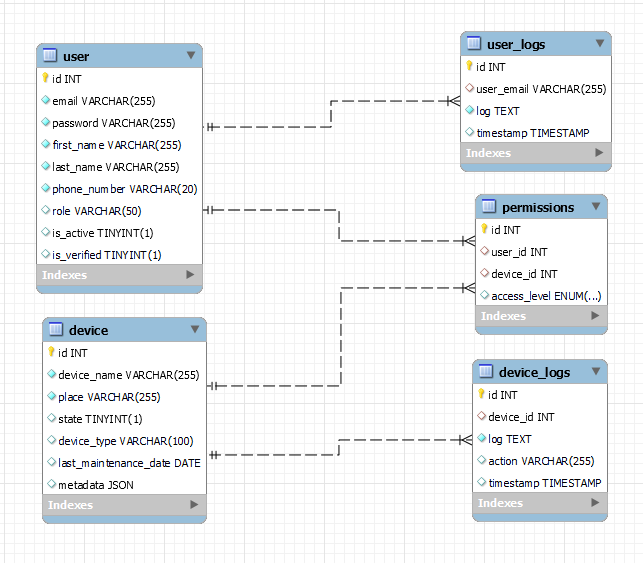 user
id INT
email VARCHAR(255)
password VARCHAR(255)
first_name VARCHAR(255)
last_name VARCHAR(255)
phone_number VARCHAR(20)
role VARCHAR(50)
is_active TINYINT(1)
is_verified TINYINT(1)
Indexes
user_logs
id INT
user_email VARCHAR(255)
log TEXT
timestamp TIMESTAMP
Indexes
permissions
id INT
user_id INT
device_id INT
access_level ENUM(...)
Indexes
device
id INT
device_name VARCHAR(255)
place VARCHAR(255)
state TINYINT(1)
device_type VARCHAR(100)
last_maintenance_date DATE
metadata JSON
Indexes
device_logs
id INT
device_id INT
log TEXT
action VARCHAR(255)
timestamp TIMESTAMP
Indexes